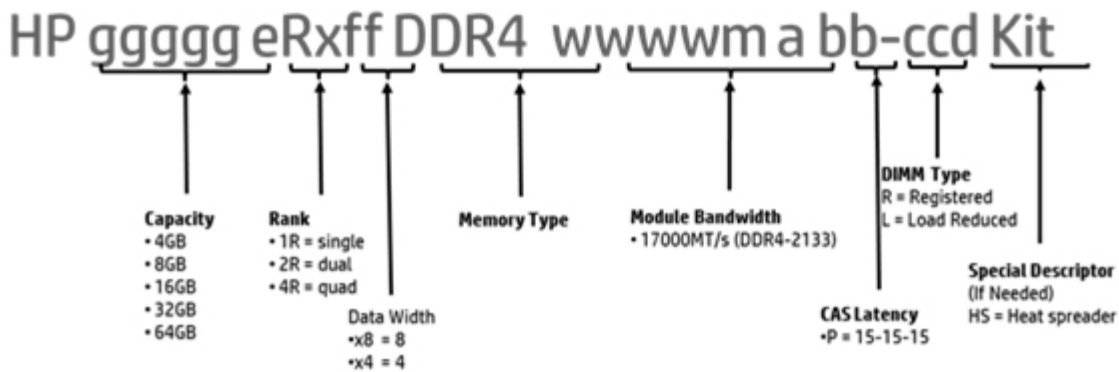 HP ggggg eRxff DDR4 wwwwm a bb-ccd Kit
Capacity
• 4GB
• 8GB
• 16GB
• 32GB
• 64GB
Rank
• 1R = single
• 2R = dual
• 4R = quad
Data Width
•x8 = 8
•x4 = 4
Memory Type
Module Bandwidth
• 17000MT/s (DDR4-2133)
CAS Latency
•P = 15-15-15
DIMM Type
R = Registered
L = Load Reduced
Special Descriptor
(If Needed)
HS = Heat spreader